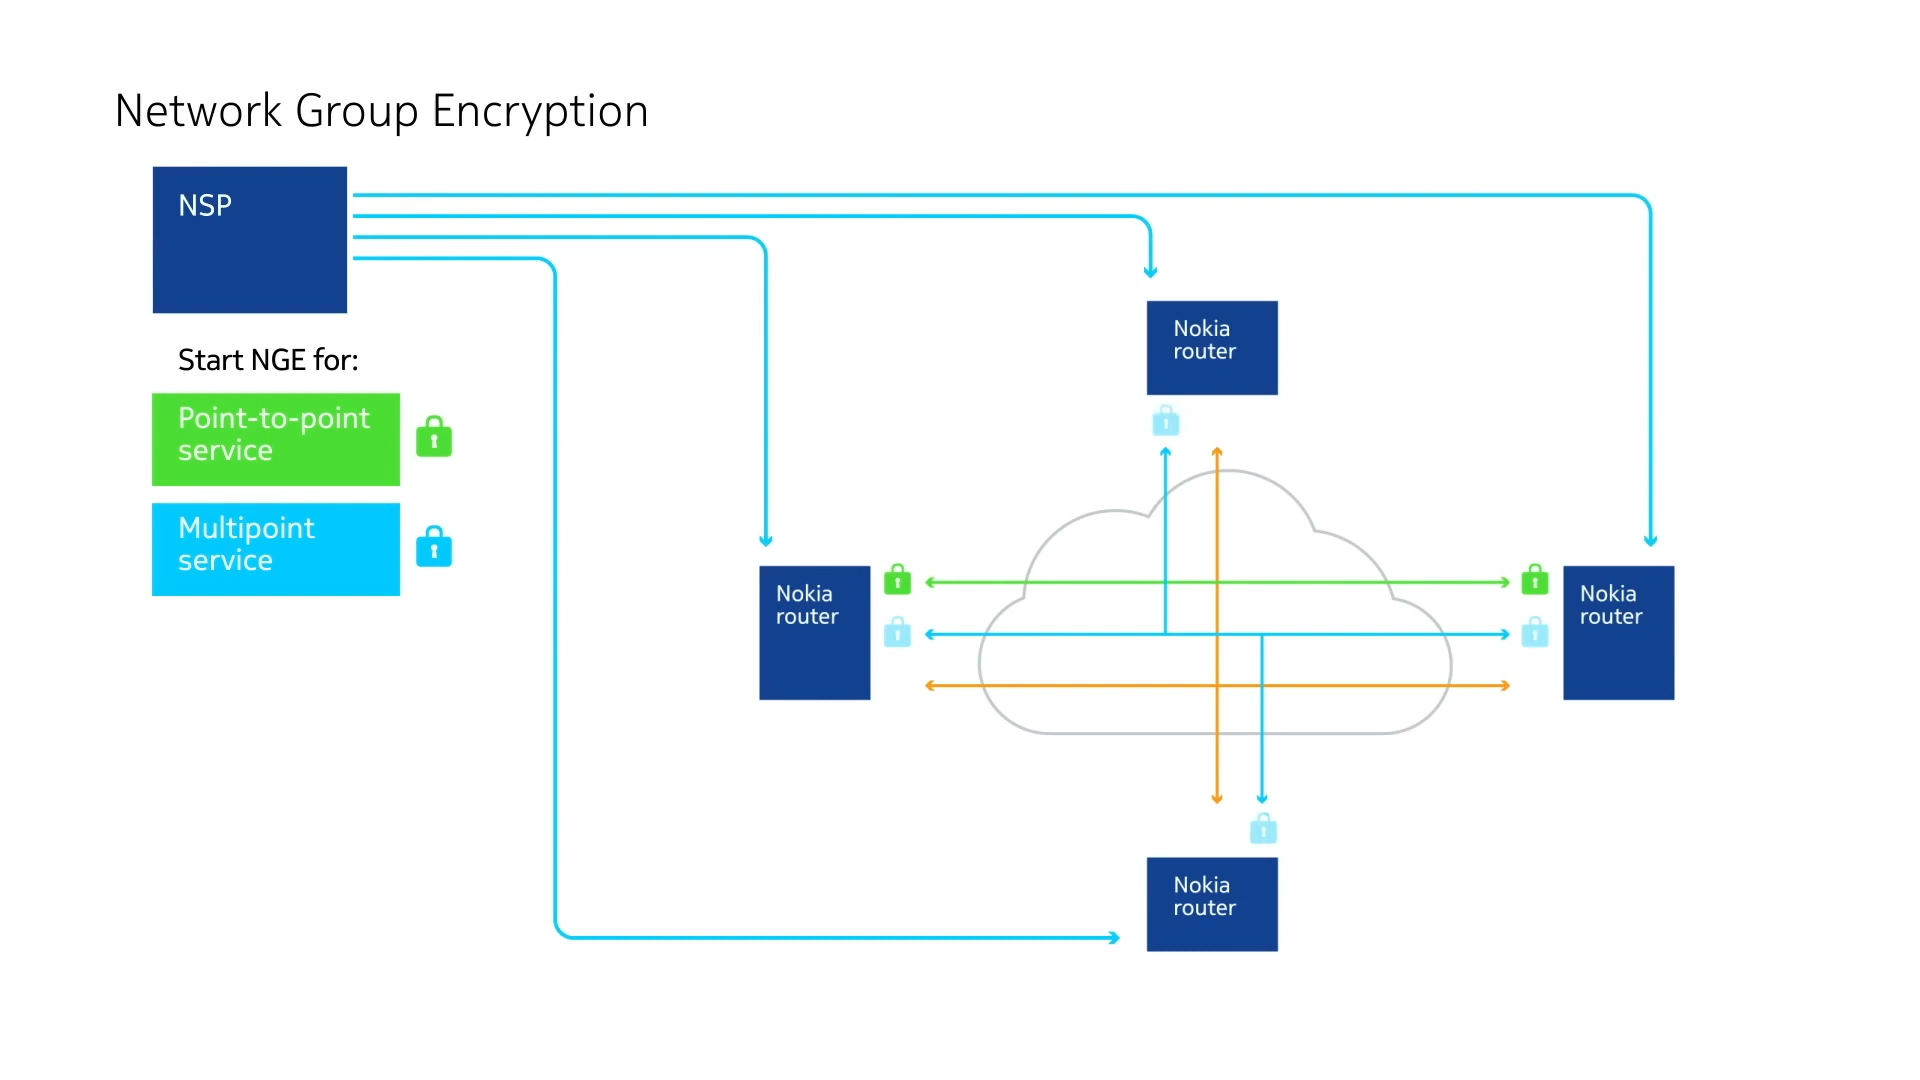 Network Group Encryption
NSP
Start NGE for:
Point-to-point
service
Multipoint
service
Nokia
router
Nokia
router
Nokia
router
Nokia
router